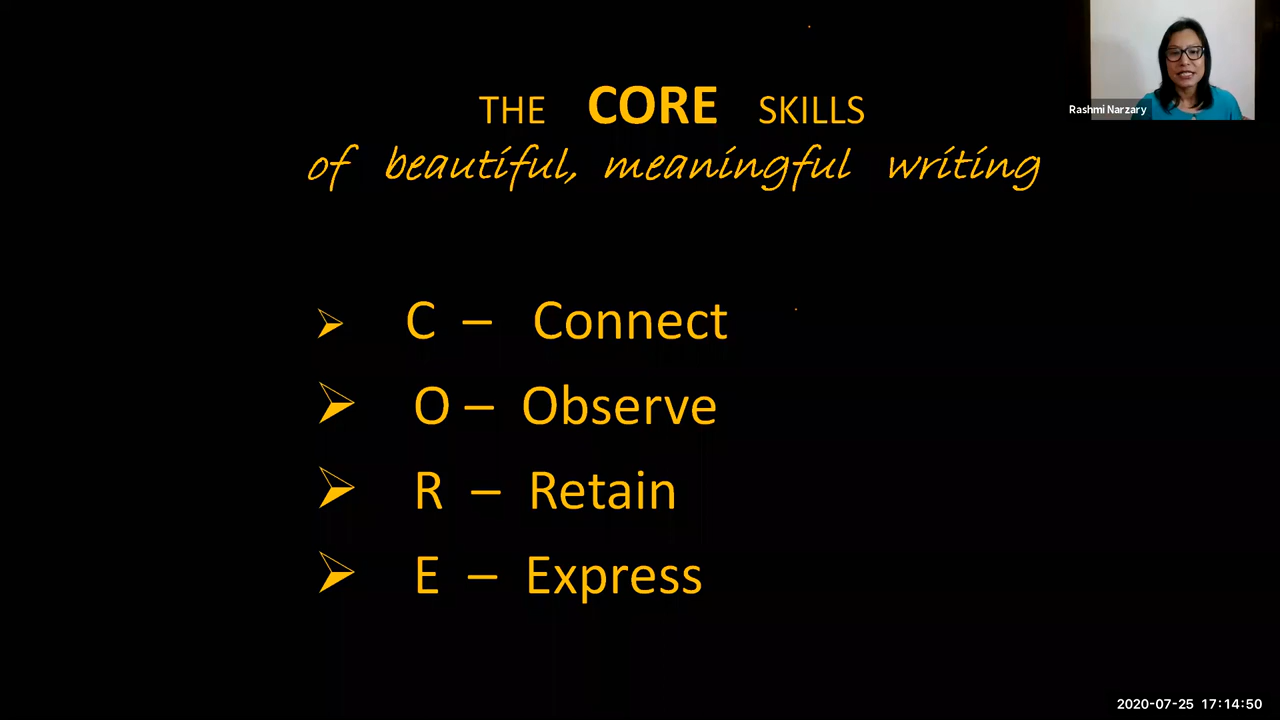 THE CORE SKILLS
of beautiful, meaningful writing
C – Connect
O – Observe
R – Retain
E – Express
Rashmi Narzary
2020-07-25 17:14:50